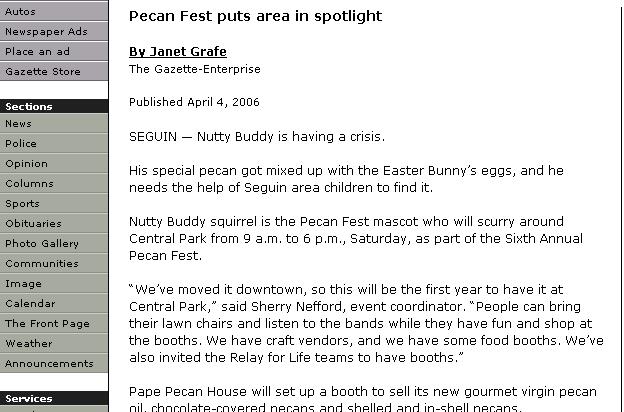 Autos
Newspaper Ads
Place an ad
Gazette Store
Sections
News
Police
Opinion
Columns
Sports
Obituaries
Photo Gallery
Communities
Image
Calendar
The Front Page
Weather
Announcements
Services
Pecan Fest puts area in spotlight
By Janet Grafe
The Gazette-Enterprise
Published April 4, 2006
SEGUIN — Nutty Buddy is having a crisis.
His special pecan got mixed up with the Easter Bunny’s eggs, and he
needs the help of Seguin area children to find it.
Nutty Buddy squirrel is the Pecan Fest mascot who will scurry around
Central Park from 9 a.m. to 6 p.m., Saturday, as part of the Sixth Annual
Pecan Fest.
“We’ve moved it downtown, so this will be the first year to have it at
Central Park,” said Sherry Nefford, event coordinator. “People can bring
their lawn chairs and listen to the bands while they have fun and shop at
the booths. We have craft vendors, and we have some food booths. We’ve
also invited the Relay for Life teams to have booths.”
Pape Pecan House will set up a booth to sell its new gourmet virgin pecan
oil, chocolate-covered pecans and shelled and in-shell pecans.